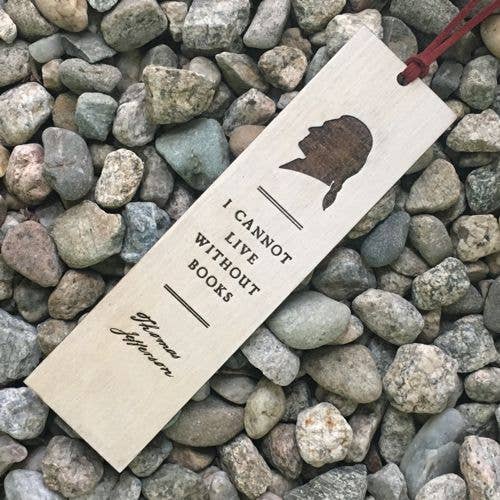 I CANNOT
LIVE
WITHOUT
BOOKS
Thomas
Jefferson